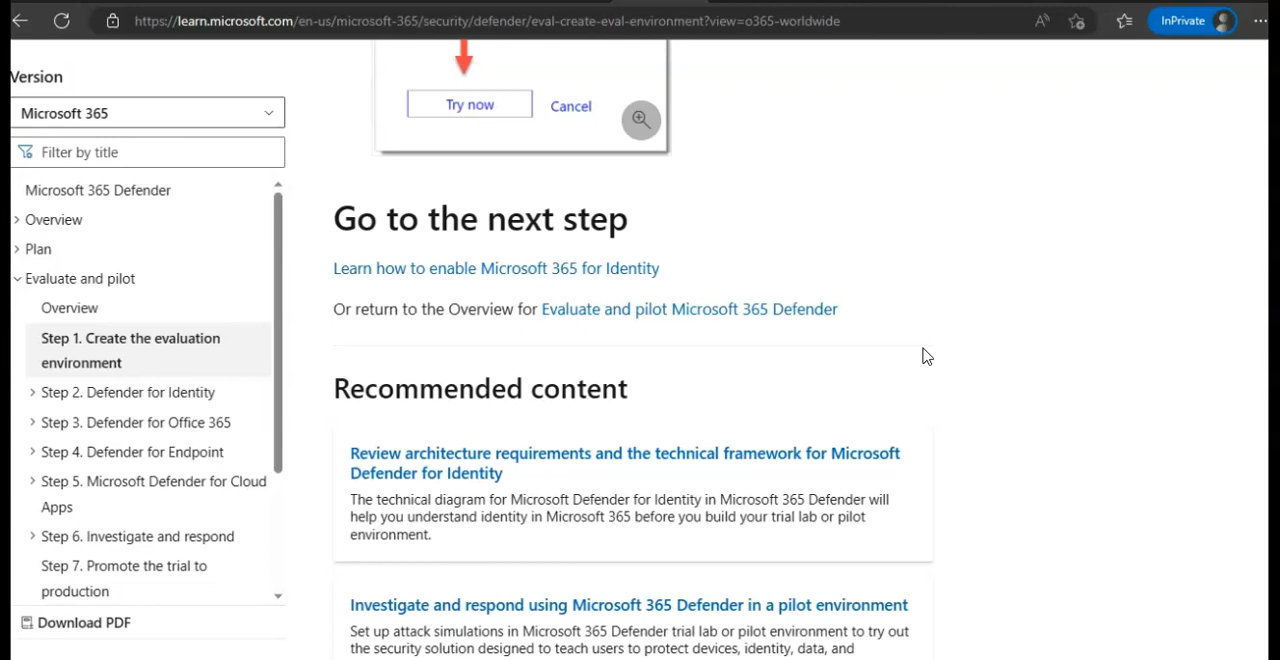 https://learn.microsoft.com/en-us/microsoft-365/security/defender/eval-create-eval-environment?view=o365-worldwide
InPrivate
Version
Microsoft 365
Filter by title
Microsoft 365 Defender
Overview
Plan
Evaluate and pilot
Overview
Step 1. Create the evaluation
environment
Step 2. Defender for Identity
Step 3. Defender for Office 365
Step 4. Defender for Endpoint
Step 5. Microsoft Defender for Cloud
Apps
Step 6. Investigate and respond
Step 7. Promote the trial to
production
Download PDF
Try now
Cancel
Go to the next step
Learn how to enable Microsoft 365 for Identity
Or return to the Overview for Evaluate and pilot Microsoft 365 Defender
Recommended content
Review architecture requirements and the technical framework for Microsoft
Defender for Identity
The technical diagram for Microsoft Defender for Identity in Microsoft 365 Defender will
help you understand identity in Microsoft 365 before you build your trial lab or pilot
environment.
Investigate and respond using Microsoft 365 Defender in a pilot environment
Set up attack simulations in Microsoft 365 Defender trial lab or pilot environment to try out
the security solution designed to teach users to protect devices, identity, data, and